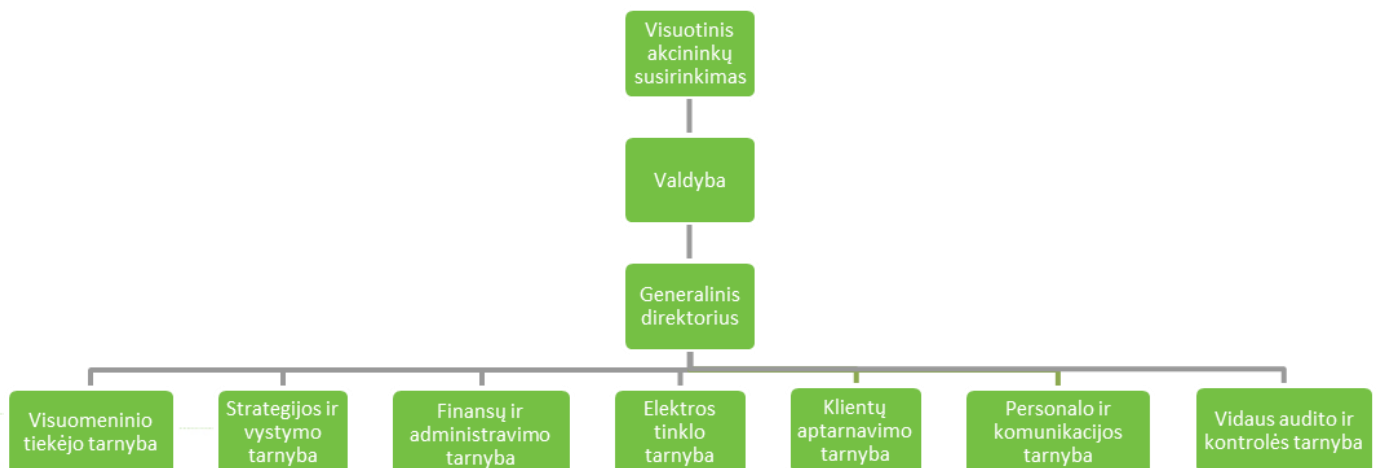 Visuotinis
akcininkų
susirinkimas
Valdyba
Generalinis
direktorius
Visuomeninio
tiekėjo tarnyba
Strategijos ir
vystymo
tarnyba
Finansų ir
administravimo
tarnyba
Elektros
tinklo
tarnyba
Klientų
aptarnavimo
tarnyba
Personalo ir
komunikacijos
tarnyba
Vidaus audito ir
kontrolės tarnyba